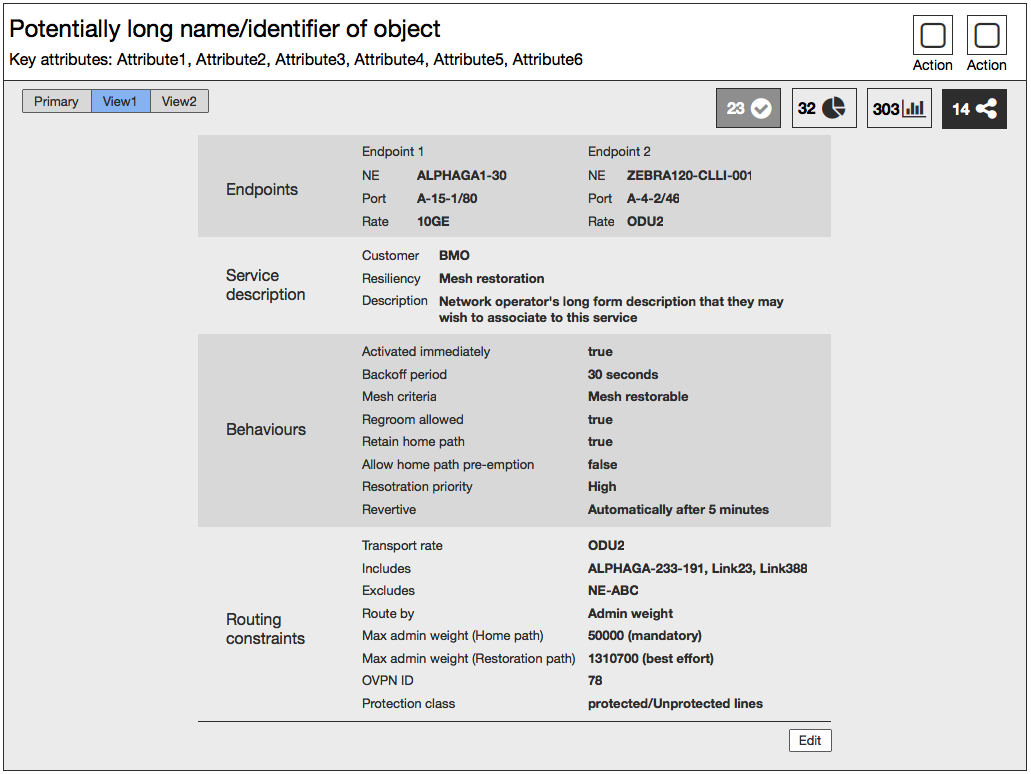 Potentially long name/identifier of object
Key attributes: Attribute1, Attribute2, Attribute3, Attribute4, Attribute5, Attribute6
Action Action
Primary View1 View2
23 32 303 14
Endpoints
Endpoint 1 Endpoint 2
NE ALPHAGA1-30 NE ZEBRA120-CLLI-001
Port A-15-1/80 Port A-4-2/46
Rate 10GE Rate ODU2
Service
description
Customer BMO
Resiliency Mesh restoration
Description Network operator's long form description that they may
wish to associate to this service
Behaviours
Activated immediately true
Backoff period 30 seconds
Mesh criteria Mesh restorable
Regroom allowed true
Retain home path true
Allow home path pre-emption false
Resotration priority High
Revertive Automatically after 5 minutes
Routing
constraints
Transport rate ODU2
Includes ALPHAGA-233-191, Link23, Link388
Excludes NE-ABC
Route by Admin weight
Max admin weight (Home path) 50000 (mandatory)
Max admin weight (Restoration path) 1310700 (best effort)
OVPN ID 78
Protection class protected/Unprotected lines
Edit